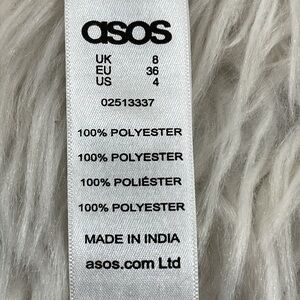 asos
UK 8
EU 36
US 4
02513337
100% POLYESTER
100% POLYESTER
100% POLIÉSTER
100% POLYESTER
MADE IN INDIA
asos.com Ltd